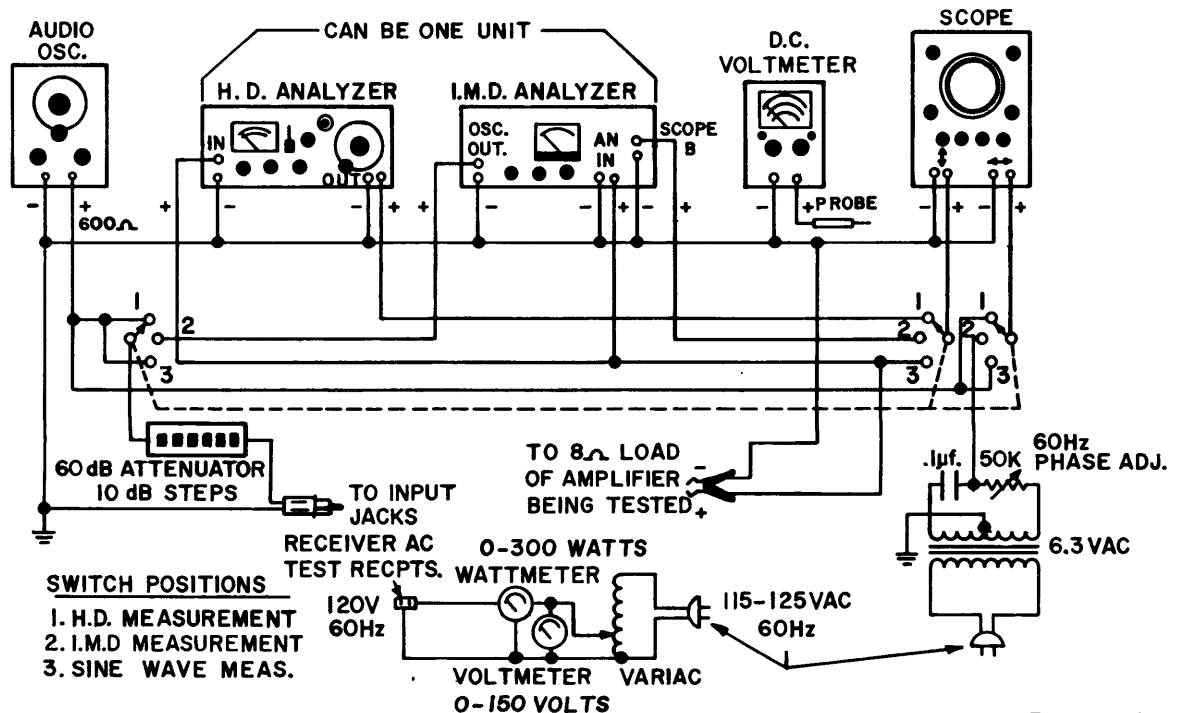 AUDIO
OSC.
CAN BE ONE UNIT
SCOPE
D.C.
VOLTMETER
H.D. ANALYZER
I.M.D. ANALYZER
IN
OUT
OSC.
OUT.
AN
IN
SCOPE
B
- +
600Ω
+ -
- +
+ -
- +
- +
PROBE
- +
- +
1
2
3
1
2
3
1
2
3
60 dB ATTENUATOR
10 dB STEPS
TO INPUT
JACKS
TO 8Ω LOAD
OF AMPLIFIER
BEING TESTED
-
+
.1µf.
50K
60Hz
PHASE ADJ.
6.3 VAC
RECEIVER AC
TEST RECPTS.
120V
60Hz
0-300 WATTS
WATTMETER
VOLTMETER
0-150 VOLTS
VARIAC
115-125VAC
60Hz
SWITCH POSITIONS
1. H.D. MEASUREMENT
2. I.M.D MEASUREMENT
3. SINE WAVE MEAS.